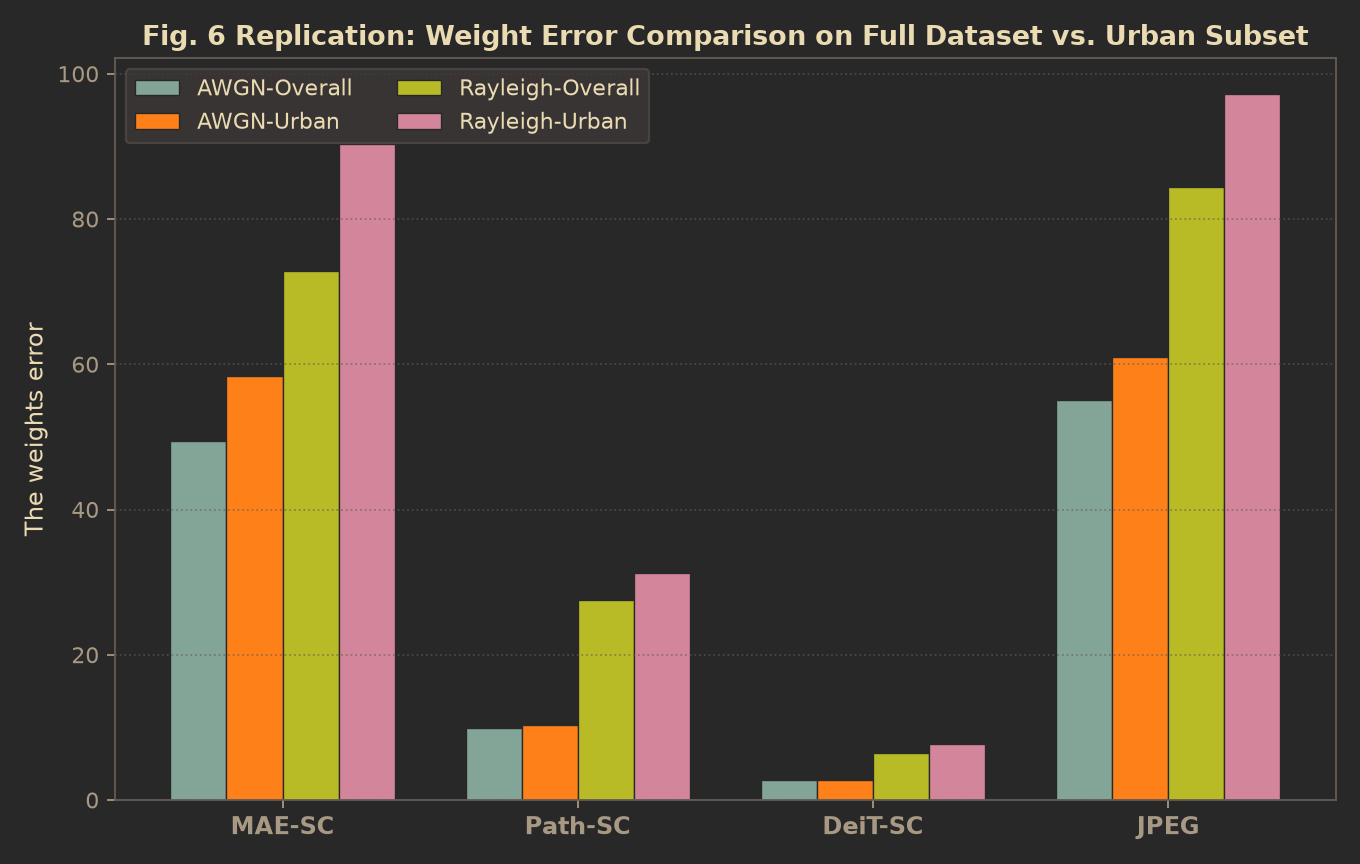 Fig. 6 Replication: Weight Error Comparison on Full Dataset vs. Urban Subset
AWGN-Overall
AWGN-Urban
Rayleigh-Overall
Rayleigh-Urban
The weights error
100
80
60
40
20
0
MAE-SC
Path-SC
DeiT-SC
JPEG